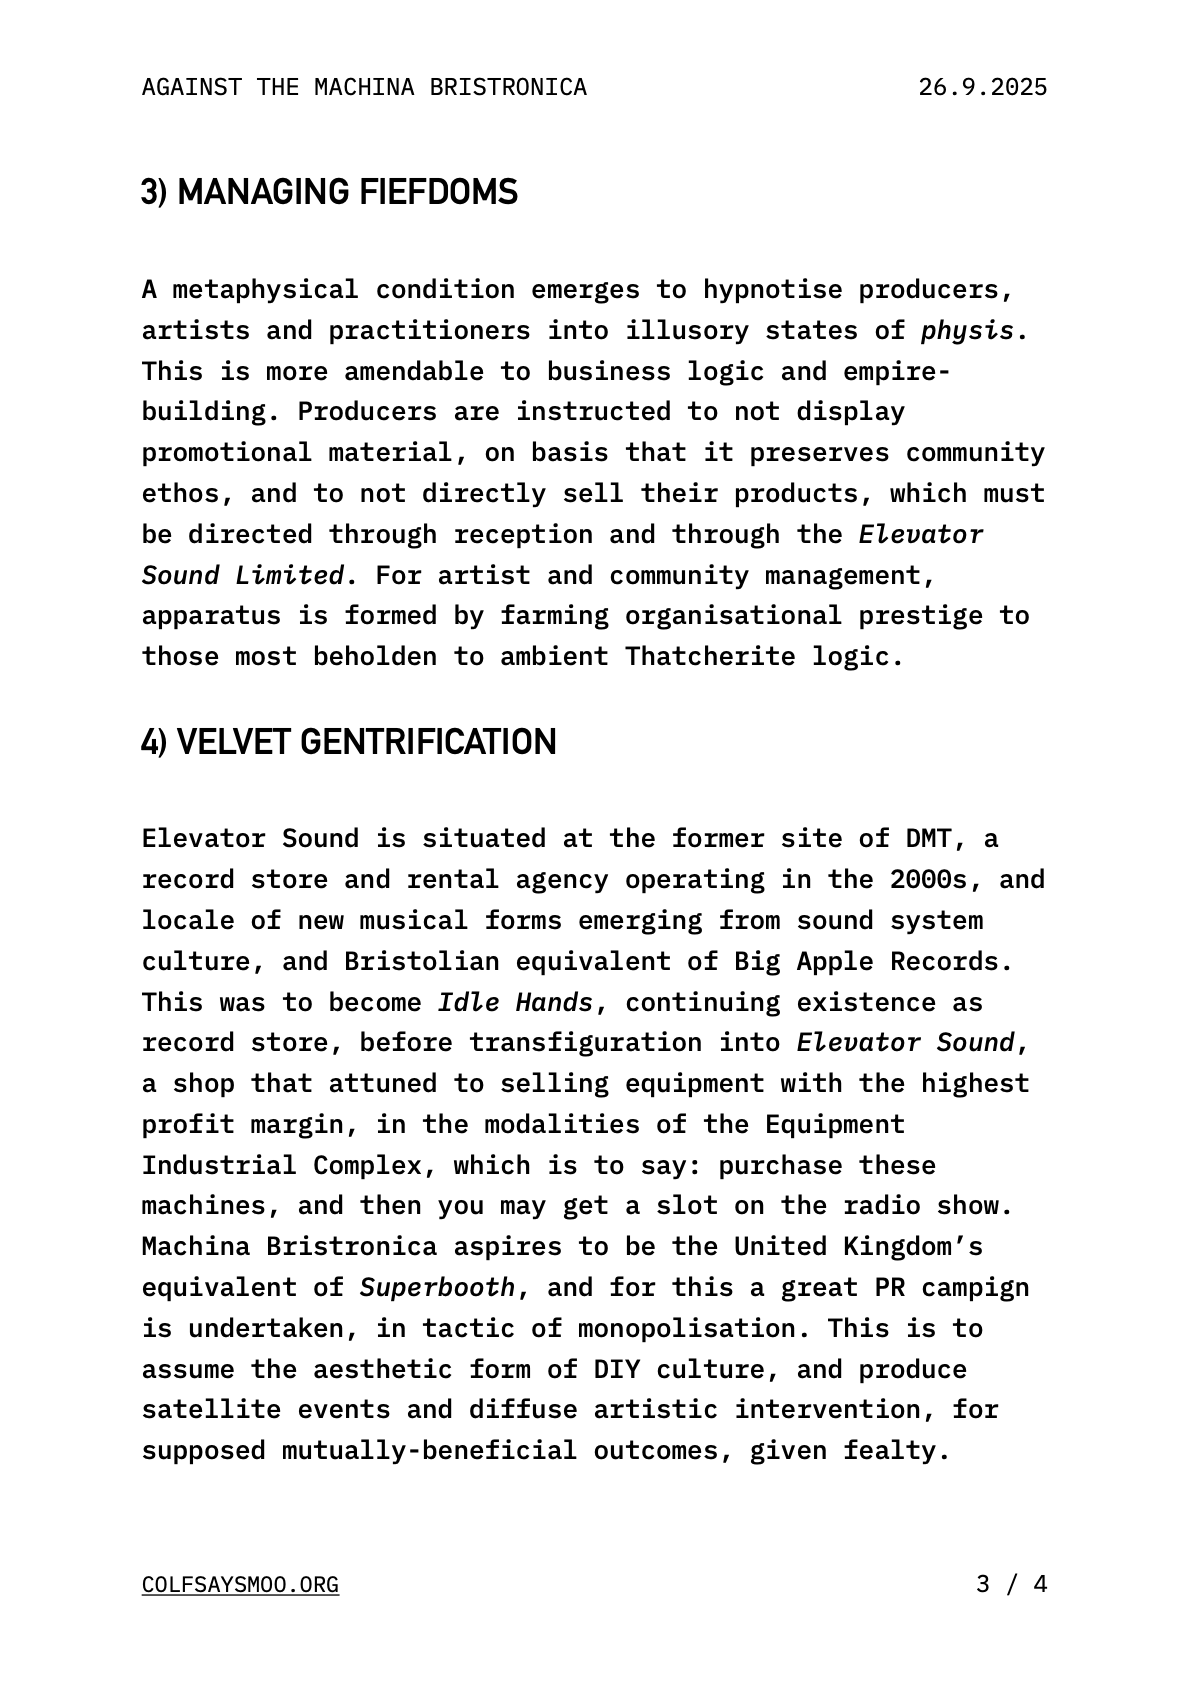 AGAINST THE MACHINA BRISTRONICA 26.9.2025
3) MANAGING FIEFDOMS
A metaphysical condition emerges to hypnotise producers,
artists and practitioners into illusory states of physis.
This is more amendable to business logic and empire-
building. Producers are instructed to not display
promotional material, on basis that it preserves community
ethos, and to not directly sell their products, which must
be directed through reception and through the Elevator
Sound Limited. For artist and community management,
apparatus is formed by farming organisational prestige to
those most beholden to ambient Thatcherite logic.
4) VELVET GENTRIFICATION
Elevator Sound is situated at the former site of DMT, a
record store and rental agency operating in the 2000s, and
locale of new musical forms emerging from sound system
culture, and Bristolian equivalent of Big Apple Records.
This was to become Idle Hands, continuing existence as
record store, before transfiguration into Elevator Sound,
a shop that attuned to selling equipment with the highest
profit margin, in the modalities of the Equipment
Industrial Complex, which is to say: purchase these
machines, and then you may get a slot on the radio show.
Machina Bristronica aspires to be the United Kingdom’s
equivalent of Superbooth, and for this a great PR campign
is undertaken, in tactic of monopolisation. This is to
assume the aesthetic form of DIY culture, and produce
satellite events and diffuse artistic intervention, for
supposed mutually-beneficial outcomes, given fealty.
COLFSAYSMOO.ORG 3 / 4